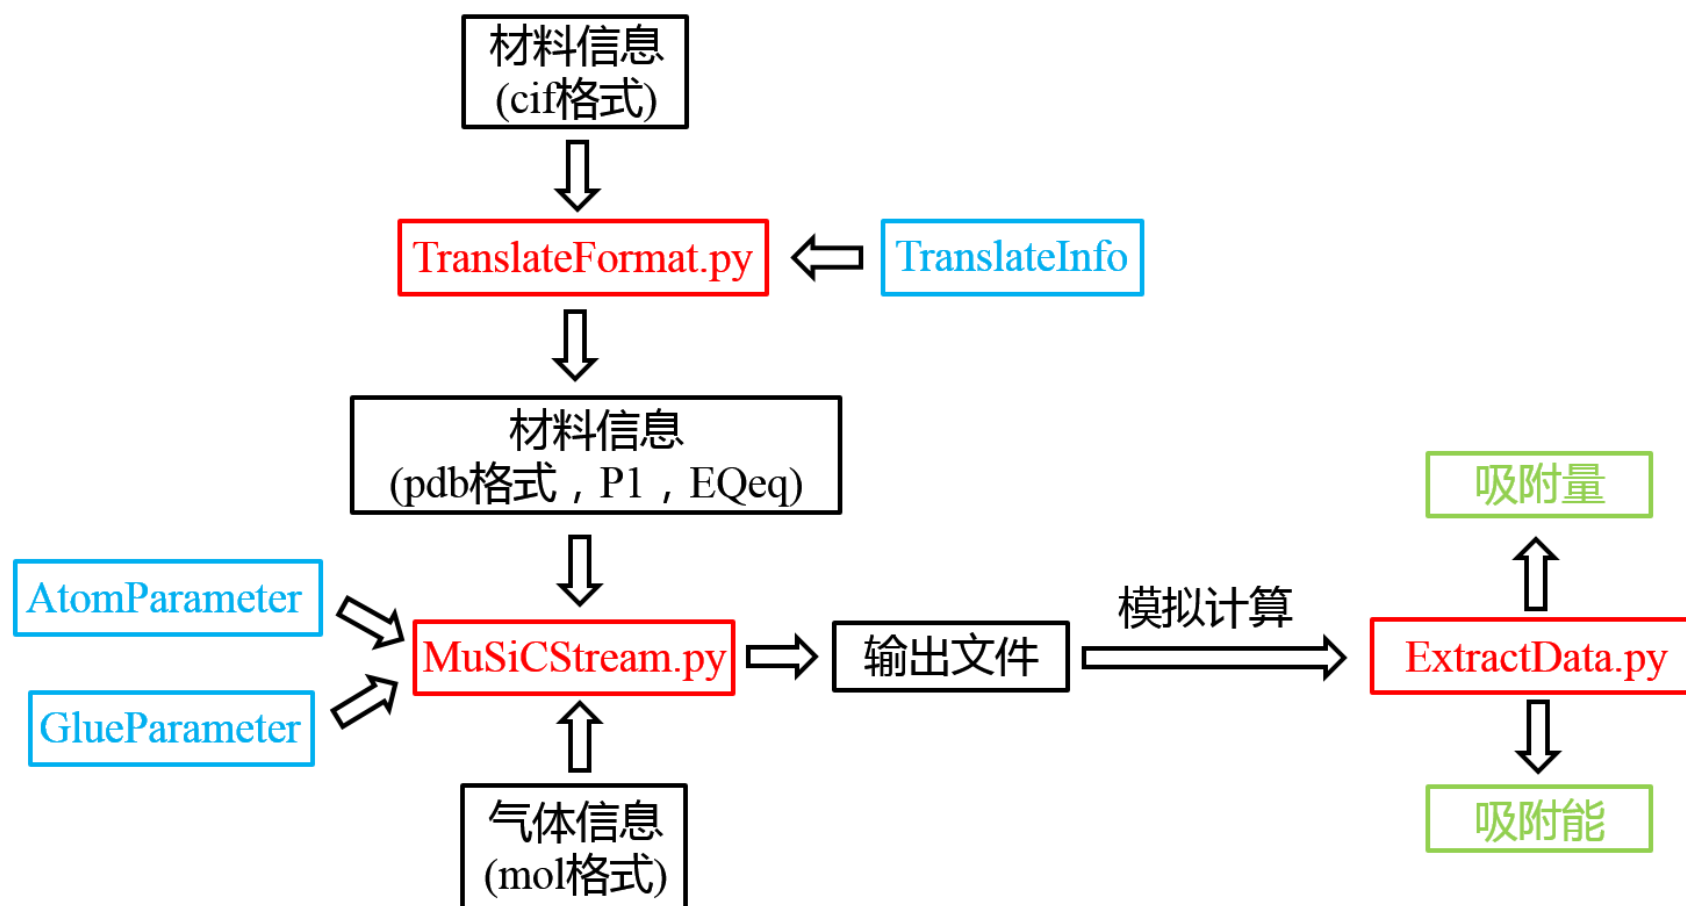 材料信息
(cif格式)
TranslateFormat.py
TranslateInfo
材料信息
(pdb格式，P1，EQeq)
吸附量
AtomParameter
模拟计算
MuSiCStream.py
输出文件
ExtractData.py
GlueParameter
气体信息
(mol格式)
吸附能